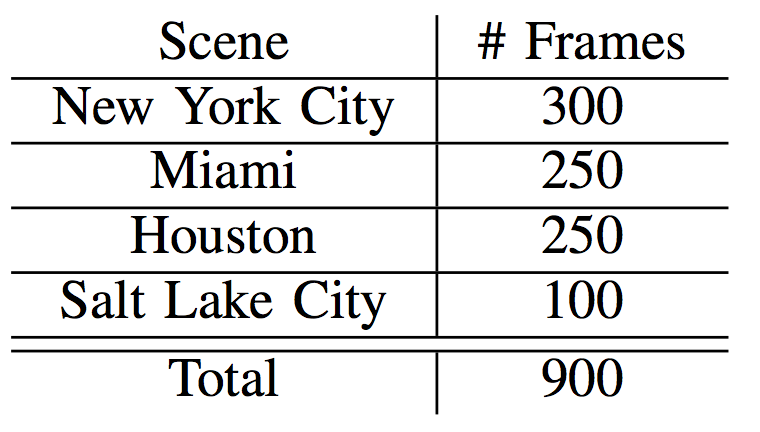 Scene # Frames
New York City 300
Miami 250
Houston 250
Salt Lake City 100
Total 900